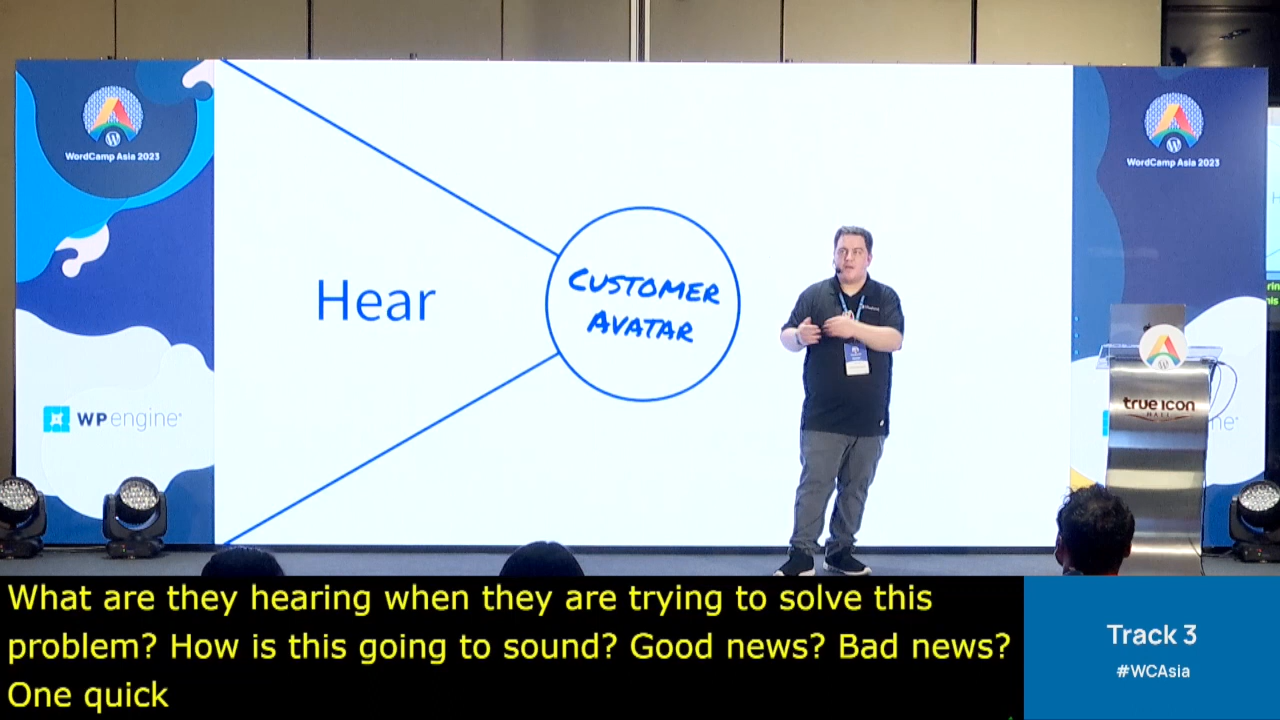 WordCamp Asia 2023
WP engine
Hear
CUSTOMER
AVATAR
WordCamp Asia 2023
true icon
HALL
What are they hearing when they are trying to solve this
problem? How is this going to sound? Good news? Bad news?
One quick
Track 3
#WCAsia